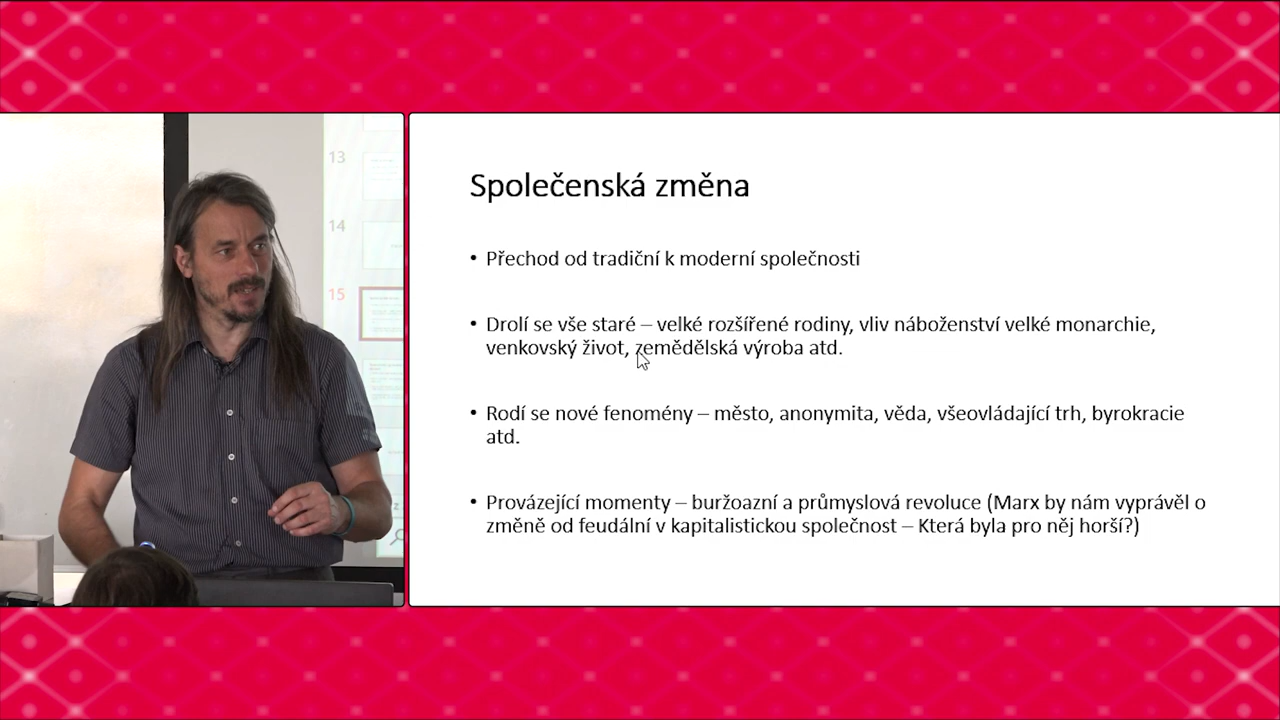 13
14
15
Společenská změna
• Přechod od tradiční k moderní společnosti
• Drolí se vše staré – velké rozšířené rodiny, vliv náboženství velké monarchie,
venkovský život, zemědělská výroba atd.
• Rodí se nové fenomény – město, anonymita, věda, všeovládající trh, byrokracie
atd.
• Provázející momenty – buržoazní a průmyslová revoluce (Marx by nám vyprávěl o
změně od feudální v kapitalistickou společnost – Která byla pro něj horší?)